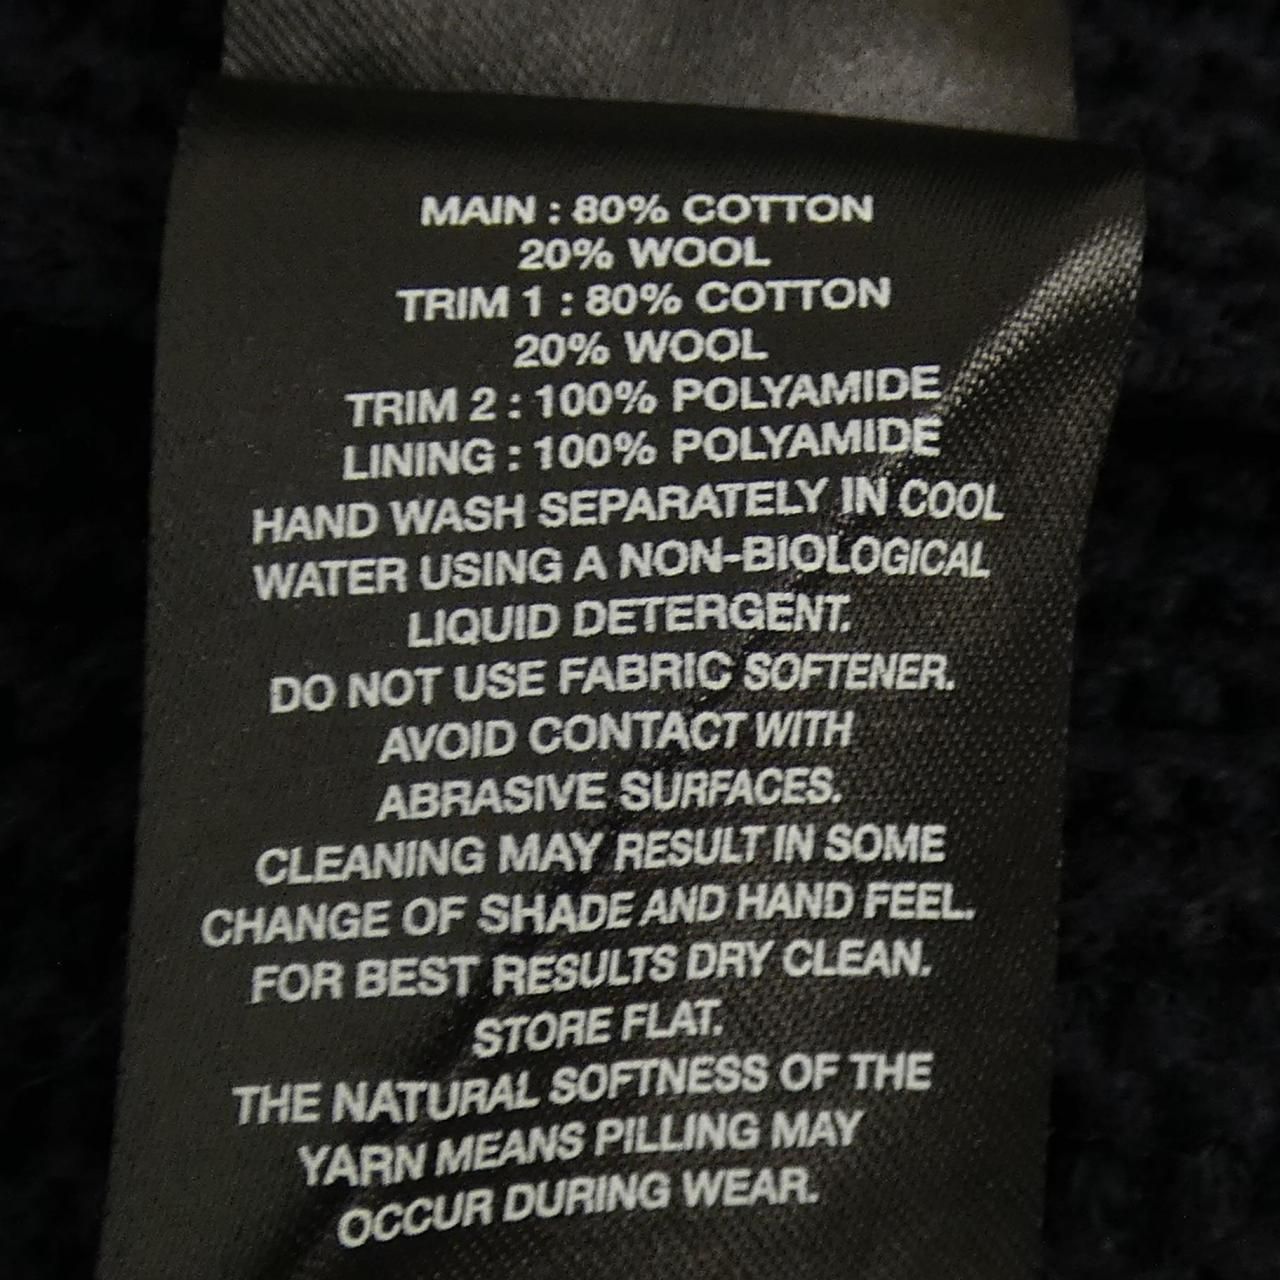 MAIN : 80% COTTON
20% WOOL
TRIM 1 : 80% COTTON
20% WOOL
TRIM 2 : 100% POLYAMIDE
LINING : 100% POLYAMIDE
HAND WASH SEPARATELY IN COOL
WATER USING A NON-BIOLOGICAL
LIQUID DETERGENT.
DO NOT USE FABRIC SOFTENER.
AVOID CONTACT WITH
ABRASIVE SURFACES.
CLEANING MAY RESULT IN SOME
CHANGE OF SHADE AND HAND FEEL.
FOR BEST RESULTS DRY CLEAN.
STORE FLAT.
THE NATURAL SOFTNESS OF THE
YARN MEANS PILLING MAY
OCCUR DURING WEAR.